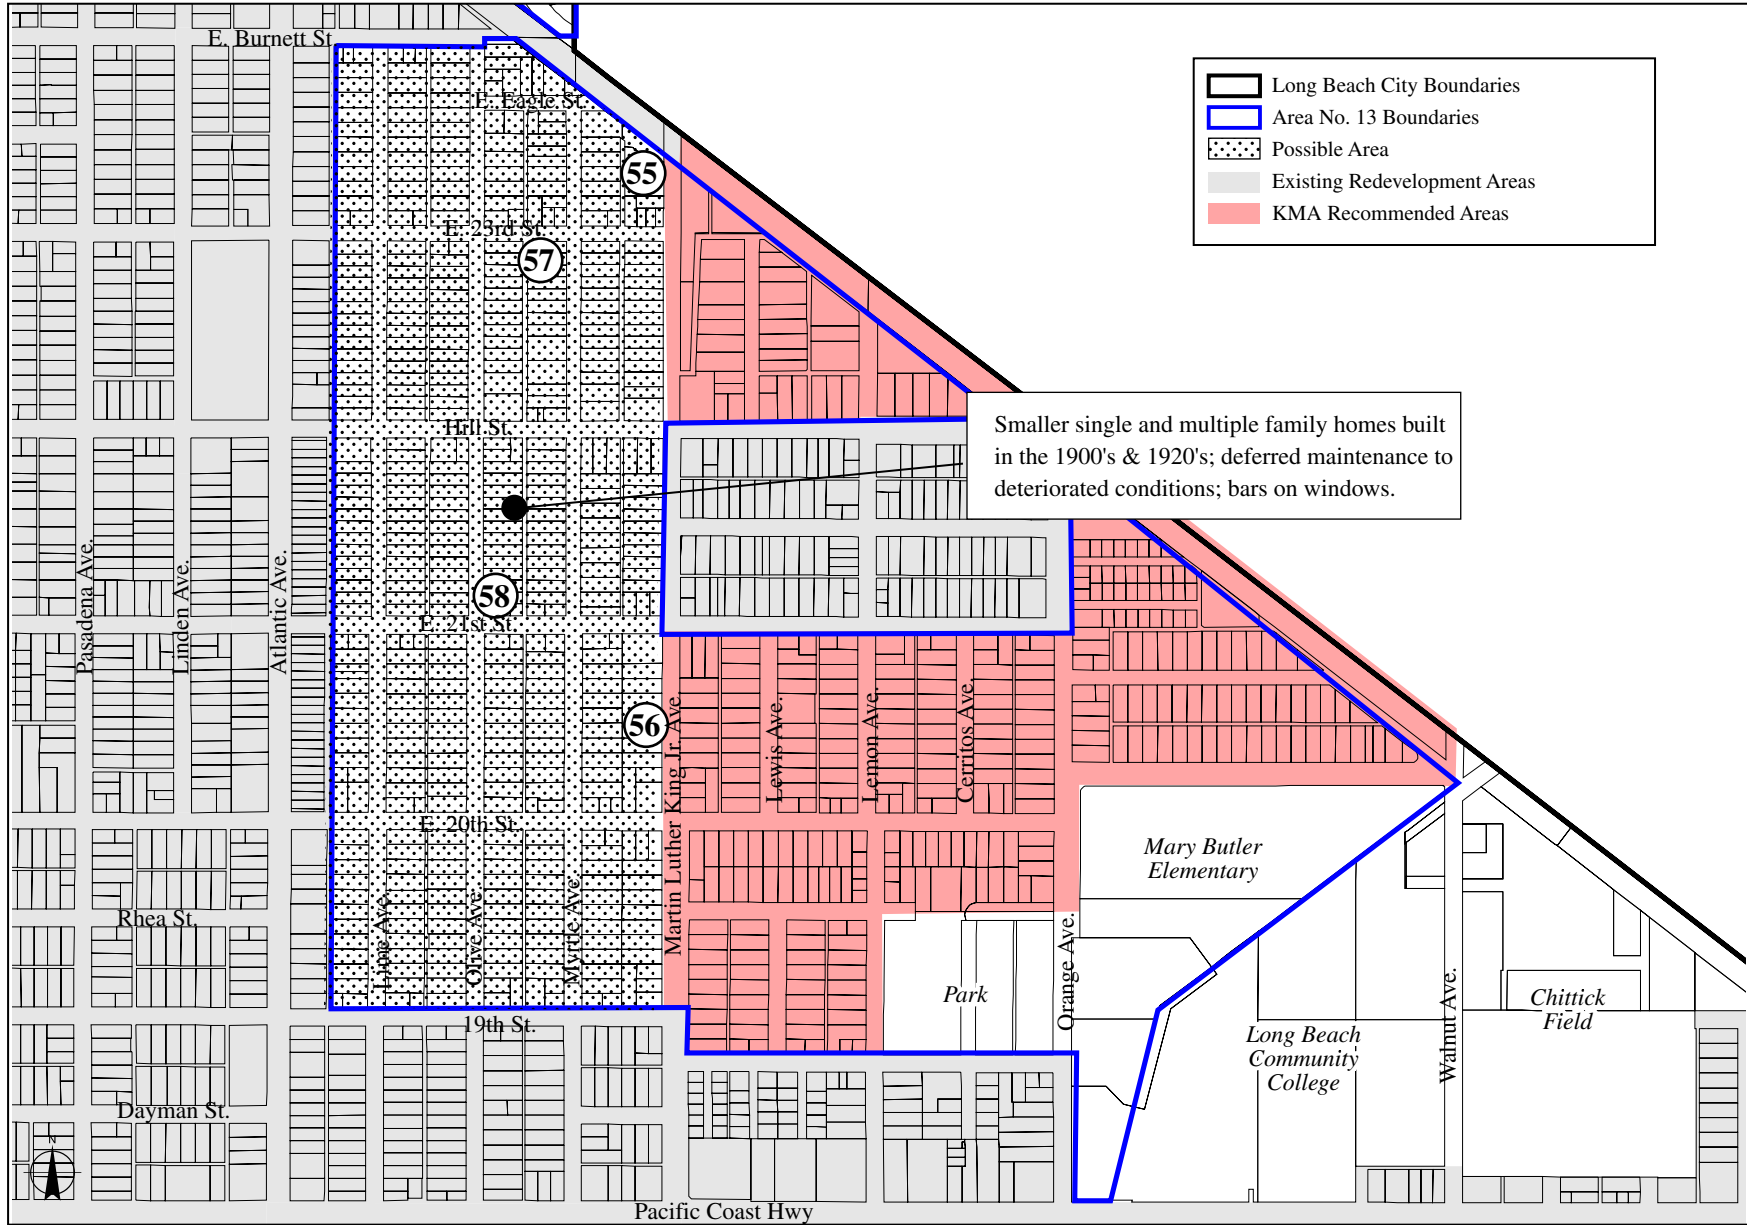 E. Burnett St.
E. Eagle St.
Long Beach City Boundaries
Area No. 13 Boundaries
Possible Area
Existing Redevelopment Areas
KMA Recommended Areas
55
E. 23rd St.
57
Hill St.
Smaller single and multiple family homes built
in the 1900's & 1920's; deferred maintenance to
deteriorated conditions; bars on windows.
58
E. 21st St.
Pasadena Ave.
Linden Ave.
Atlantic Ave.
56
Martin Luther King Jr. Ave.
Lewis Ave.
Lemon Ave.
Cerritos Ave.
E. 20th St.
Mary Butler
Elementary
Rhea St.
Lime Ave.
Olive Ave.
Myrtle Ave.
Park
Orange Ave.
Walnut Ave.
Chittick
Field
19th St.
Long Beach
Community
College
Dayman St.
N
Pacific Coast Hwy